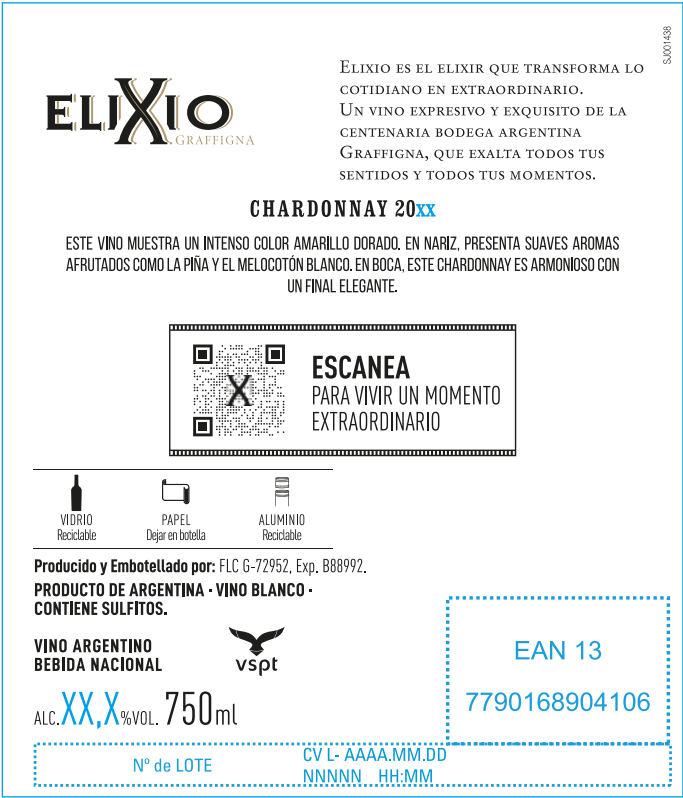 SJ001438
ELIXIO
GRAFFIGNA
ELIXIO ES EL ELIXIR QUE TRANSFORMA LO
COTIDIANO EN EXTRAORDINARIO.
UN VINO EXPRESIVO Y EXQUISITO DE LA
CENTENARIA BODEGA ARGENTINA
GRAFFIGNA, QUE EXALTA TODOS TUS
SENTIDOS Y TODOS TUS MOMENTOS.
CHARDONNAY 20XX
ESTE VINO MUESTRA UN INTENSO COLOR AMARILLO DORADO. EN NARIZ, PRESENTA SUAVES AROMAS
AFRUTADOS COMO LA PIÑA Y EL MELOCOTÓN BLANCO. EN BOCA, ESTE CHARDONNAY ES ARMONIOSO CON
UN FINAL ELEGANTE.
X
ESCANEA
PARA VIVIR UN MOMENTO
EXTRAORDINARIO
VIDRIO
Reciclable
PAPEL
Dejar en botella
ALUMINIO
Reciclable
Producido y Embotellado por: FLC G-72952, Exp. B88992.
PRODUCTO DE ARGENTINA · VINO BLANCO ·
CONTIENE SULFITOS.
VINO ARGENTINO
BEBIDA NACIONAL
vspt
ALC. XX,X %VOL. 750ml
EAN 13
7790168904106
Nº de LOTE
CV L- AAAA.MM.DD
NNNNN HH:MM